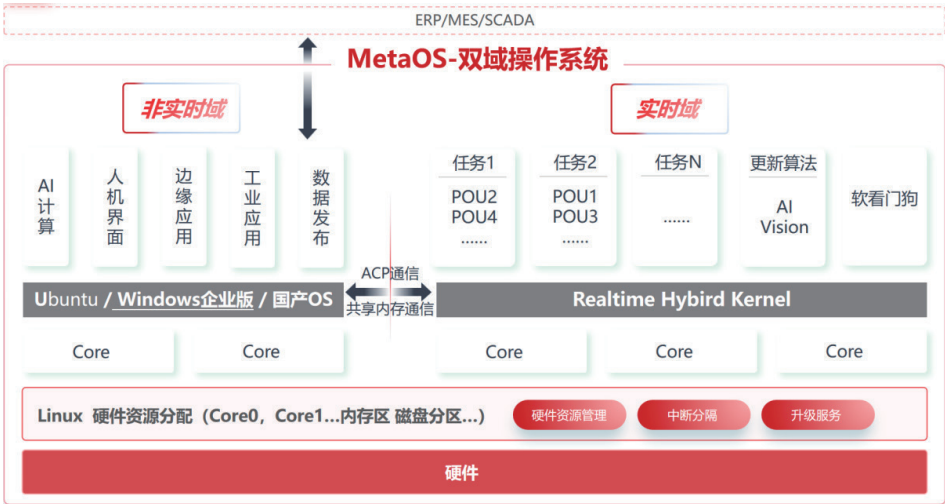 ERP/MES/SCADA
MetaOS-双域操作系统
非实时域
实时域
AI计算
人机界面
边缘应用
工业应用
数据发布
任务1
POU2
POU4
......
任务2
POU1
POU3
......
任务N
......
更新算法
AI
Vision
软看门狗
ACP通信
共享内存通信
Ubuntu / Windows企业版 / 国产OS
Realtime Hybird Kernel
Core
Core
Core
Core
Core
Linux 硬件资源分配（Core0，Core1...内存区 磁盘分区...）
硬件资源管理
中断分隔
升级服务
硬件